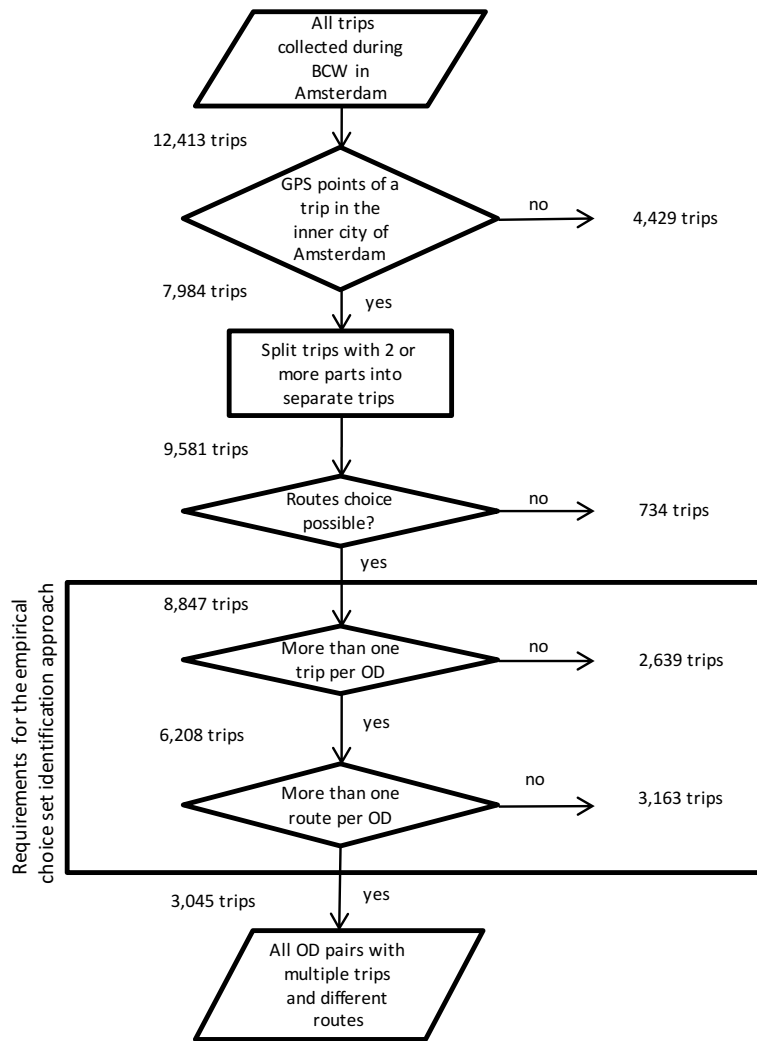 All trips
collected during
BCW in
Amsterdam
12,413 trips
GPS points of a
trip in the
inner city of
Amsterdam
no
4,429 trips
7,984 trips
yes
Split trips with 2 or
more parts into
separate trips
9,581 trips
Routes choice
possible?
no
734 trips
yes
Requirements for the empirical
choice set identification approach
8,847 trips
More than one
trip per OD
no
2,639 trips
6,208 trips
yes
More than one
route per OD
no
3,163 trips
3,045 trips
yes
All OD pairs with
multiple trips
and different
routes